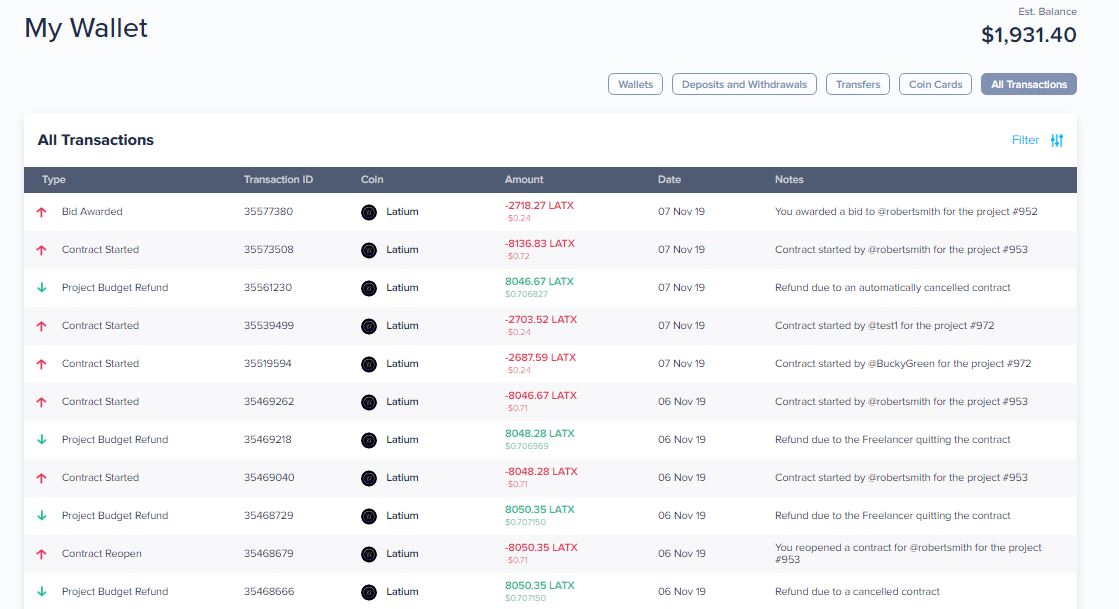 My Wallet
Est. Balance
$1,931.40
Wallets Deposits and Withdrawals Transfers Coin Cards All Transactions
All Transactions Filter
Type Transaction ID Coin Amount Date Notes
Bid Awarded 35577380 Latium -2718.27 LATX 07 Nov 19 You awarded a bid to @robertsmith for the project #952
-$0.24
Contract Started 35573508 Latium -8136.83 LATX 07 Nov 19 Contract started by @robertsmith for the project #953
-$0.72
Project Budget Refund 35561230 Latium 8046.67 LATX 07 Nov 19 Refund due to an automatically cancelled contract
$0.706827
Contract Started 35539499 Latium -2703.52 LATX 07 Nov 19 Contract started by @test1 for the project #972
-$0.24
Contract Started 35519594 Latium -2687.59 LATX 07 Nov 19 Contract started by @BuckyGreen for the project #972
-$0.24
Contract Started 35469262 Latium -8046.67 LATX 06 Nov 19 Contract started by @robertsmith for the project #953
-$0.71
Project Budget Refund 35469218 Latium 8048.28 LATX 06 Nov 19 Refund due to the Freelancer quitting the contract
$0.706969
Contract Started 35469040 Latium -8048.28 LATX 06 Nov 19 Contract started by @robertsmith for the project #953
-$0.71
Project Budget Refund 35468729 Latium 8050.35 LATX 06 Nov 19 Refund due to the Freelancer quitting the contract
$0.707150
Contract Reopen 35468679 Latium -8050.35 LATX 06 Nov 19 You reopened a contract for @robertsmith for the project
-$0.71 #953
Project Budget Refund 35468666 Latium 8050.35 LATX 06 Nov 19 Refund due to a cancelled contract
$0.707150